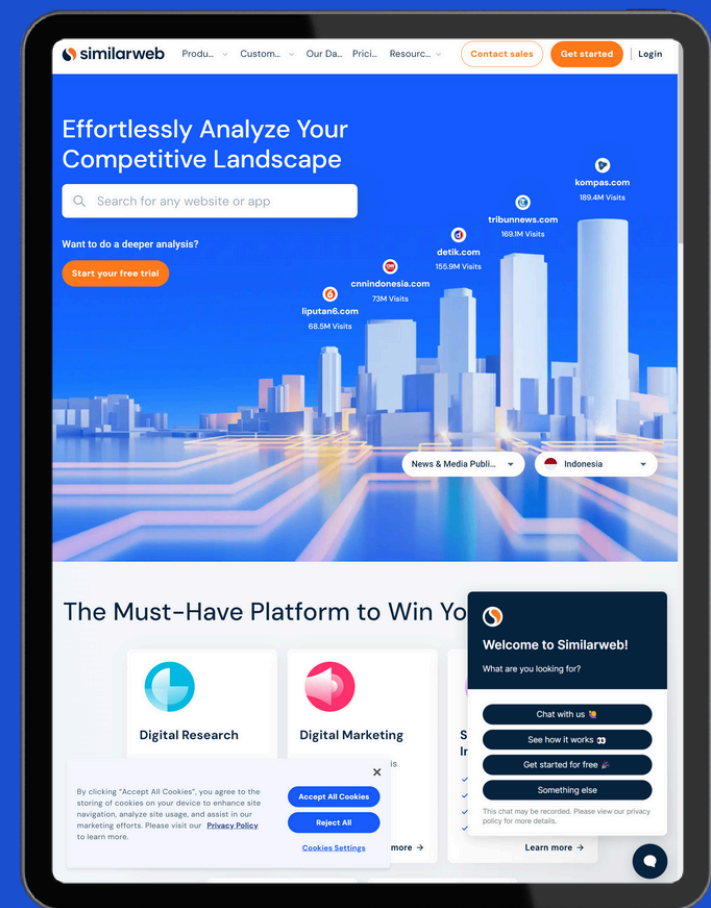 similarweb
Produ...
Custom...
Our Da...
Prici...
Resourc...
Contact sales
Get started
Login
Effortlessly Analyze Your
Competitive Landscape
Search for any website or app
Want to do a deeper analysis?
Start your free trial
kompas.com
189.4M Visits
tribunnews.com
169.1M Visits
detik.com
155.9M Visits
cnnindonesia.com
73M Visits
liputan6.com
68.5M Visits
News & Media Publi...
Indonesia
The Must-Have Platform to Win Yo
Digital Research
Digital Marketing
S
Ir
is
more →
Learn more →
By clicking "Accept All Cookies", you agree to the
storing of cookies on your device to enhance site
navigation, analyze site usage, and assist in our
marketing efforts. Please visit our Privacy Policy
to learn more.
Accept All Cookies
Reject All
Cookies Settings
Welcome to Similarweb!
What are you looking for?
Chat with us 🙋
See how it works 👀
Get started for free 🎉
Something else
This chat may be recorded. Please view our privacy
policy for more details.